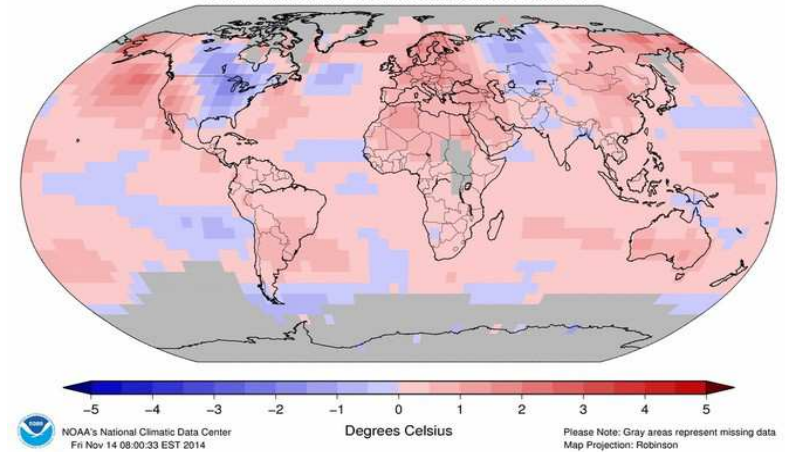 −5 −4 −3 −2 −1 0 1 2 3 4 5
NOAA's National Climatic Data Center
Fri Nov 14 08:00:33 EST 2014
Degrees Celsius
Please Note: Gray areas represent missing data
Map Projection: Robinson